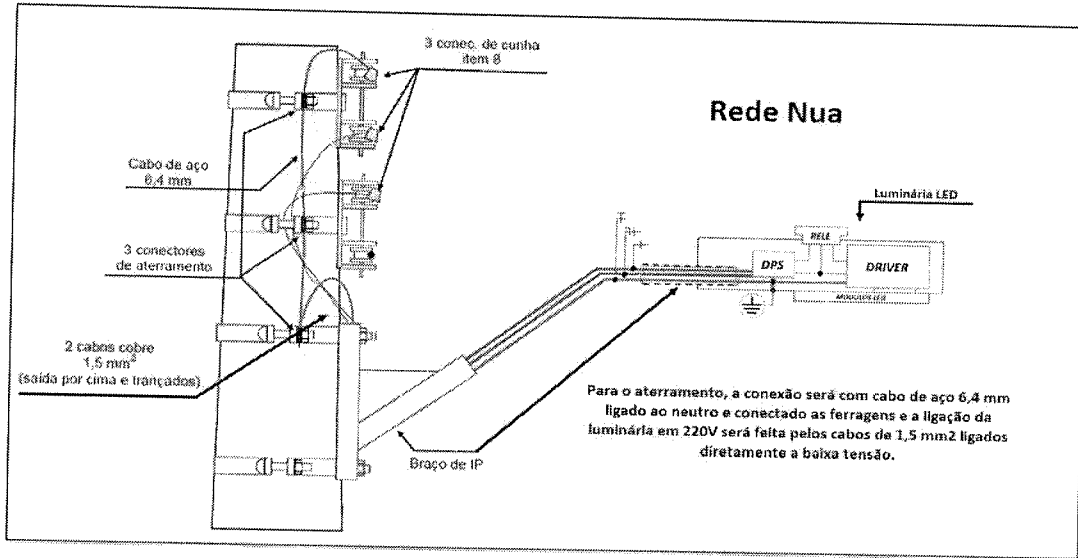 3 conec. de cunha
item 8
Rede Nua
Cabo de aço
6,4 mm
Luminária LED
RELE
DPS
DRIVER
MODULOS LED
3 conectores
de aterramento
2 cabos cobre
1,5 mm²
(saída por cima e trançados)
Para o aterramento, a conexão será com cabo de aço 6,4 mm
ligado ao neutro e conectado as ferragens e a ligação da
luminária em 220V será feita pelos cabos de 1,5 mm2 ligados
diretamente a baixa tensão.
Braço de IP